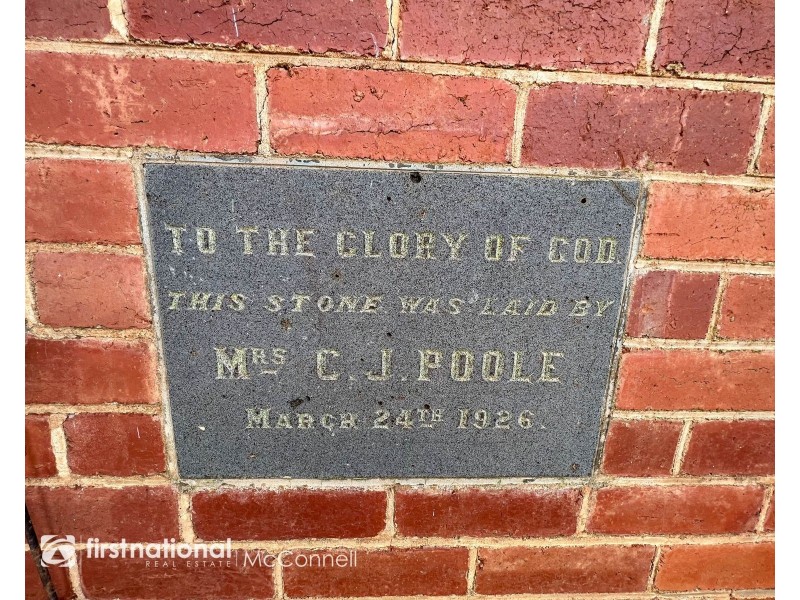 TO THE GLORY OF GOD.
THIS STONE WAS LAID BY
MRS C. J. POOLE
MARCH 24TH 1926.
firstnational McConnell
REAL ESTATE